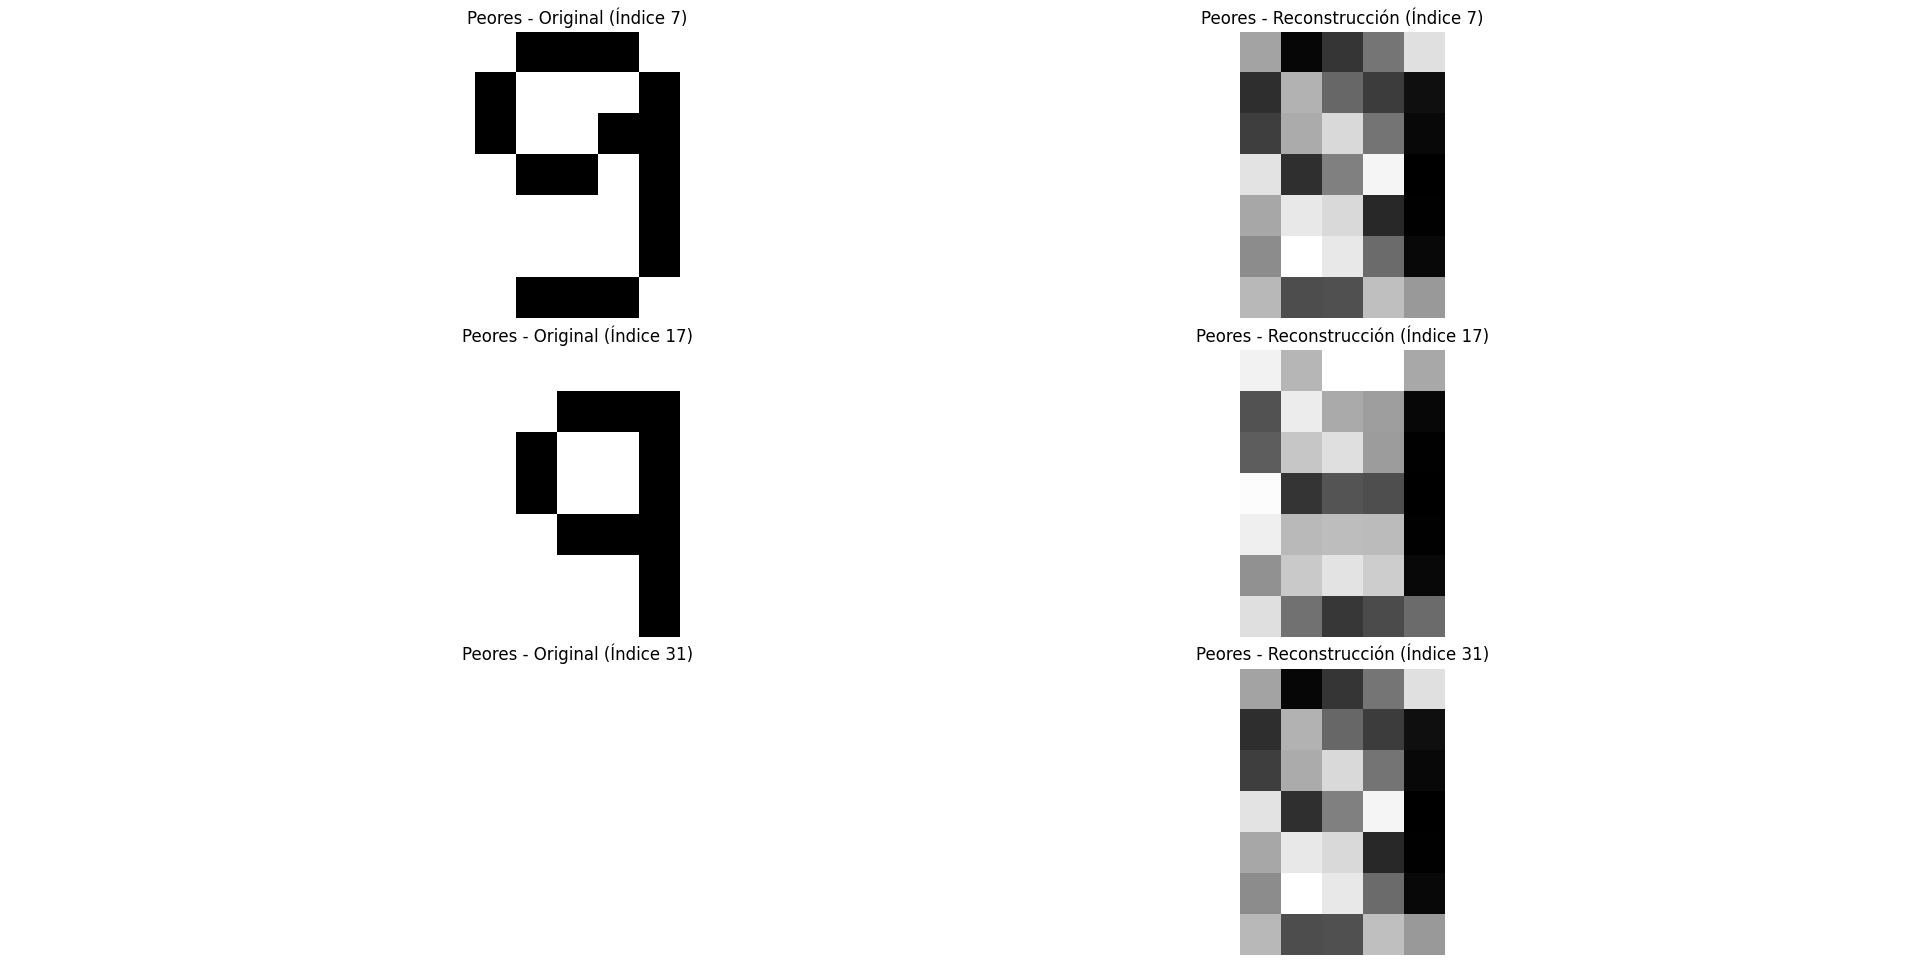 Peores - Original (Índice 7)
Peores - Reconstrucción (Índice 7)
Peores - Original (Índice 17)
Peores - Reconstrucción (Índice 17)
Peores - Original (Índice 31)
Peores - Reconstrucción (Índice 31)